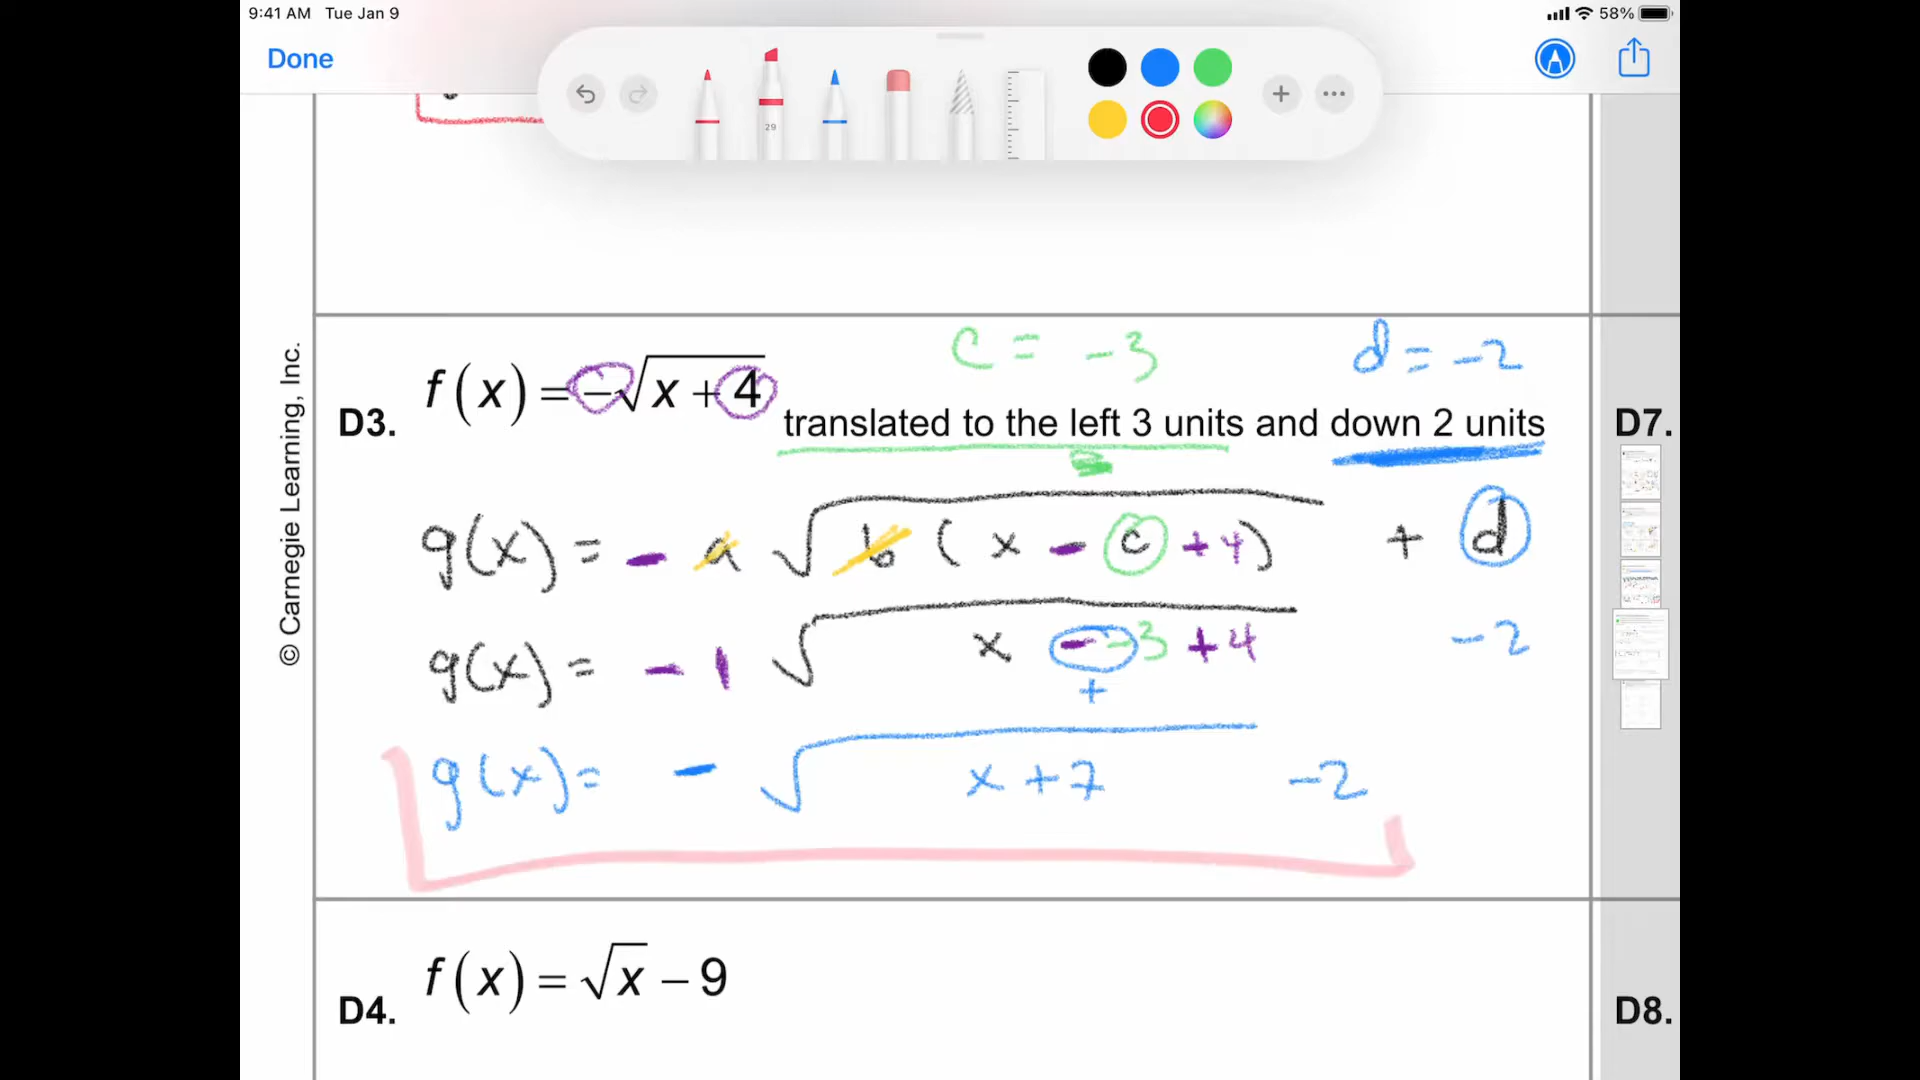 9:41 AM Tue Jan 9
58%
Done
29
© Carnegie Learning, Inc.
c = -3
d = -2
D3. f(x) = -√(x + 4) translated to the left 3 units and down 2 units
D7.
g(x) = - a √(b (x - c + 4)) + d
g(x) = - 1 √(x - -3 + 4) -2
+
g(x) = - √(x + 7) -2
D4. f(x) = √x - 9
D8.